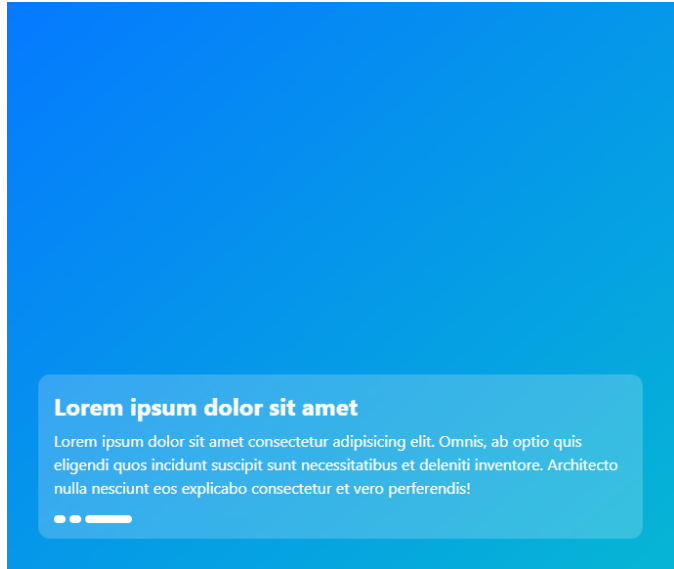 Lorem ipsum dolor sit amet
Lorem ipsum dolor sit amet consectetur adipisicing elit. Omnis, ab optio quis
eligendi quos incidunt suscipit sunt necessitatibus et deleniti inventore. Architecto
nulla nesciunt eos explicabo consectetur et vero perferendis!